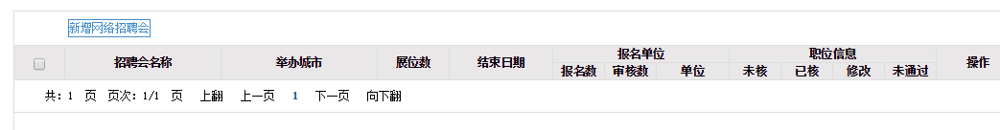 新增网络招聘会
招聘会名称 举办城市 展位数 结束日期 报名单位 职位信息 操作
报名数 审核数 单位 未核 已核 修改 未通过
共：1 页 页次：1/1 页 上翻 上一页 1 下一页 向下翻